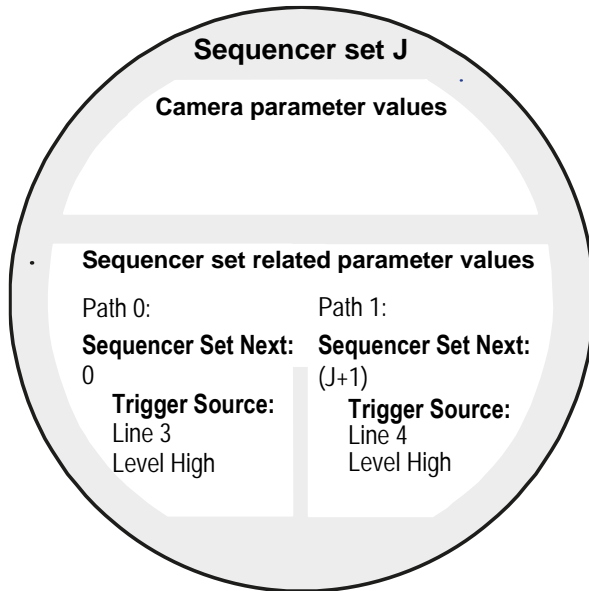 Sequencer set J
Camera parameter values
Sequencer set related parameter values
Path 0:
Sequencer Set Next:
0
Trigger Source:
Line 3
Level High
Path 1:
Sequencer Set Next:
(J+1)
Trigger Source:
Line 4
Level High